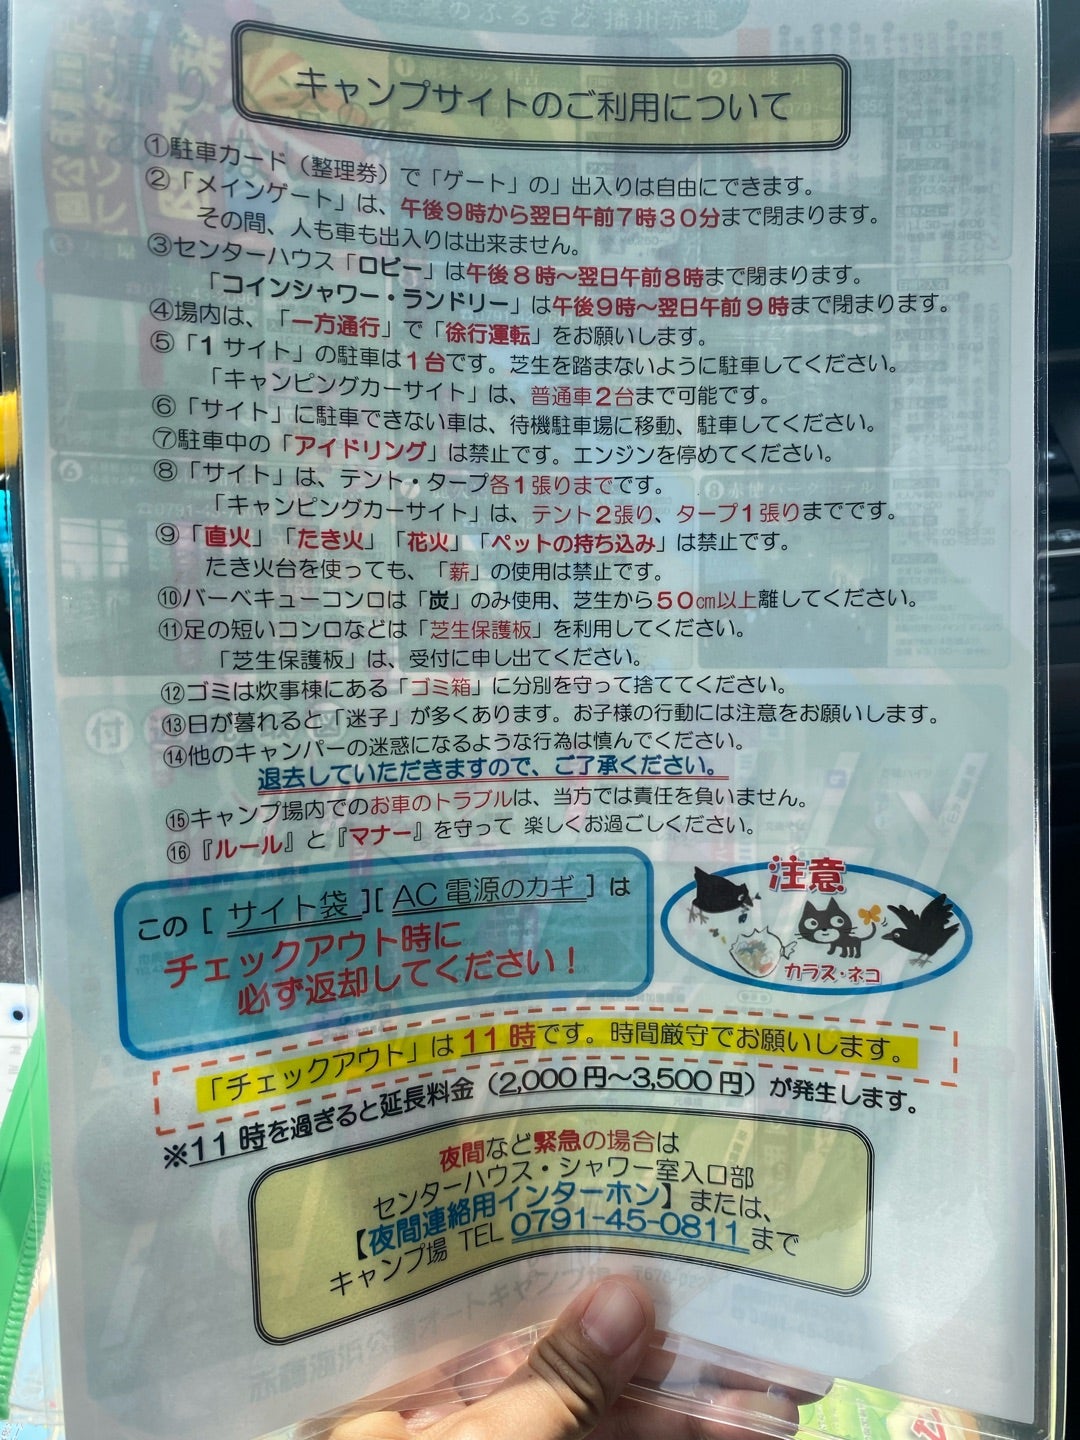 キャンプサイトのご利用について
①駐車カード（整理券）で「ゲート」の」出入りは自由にできます。
②「メインゲート」は、午後9時から翌日午前7時30分まで閉まります。
その間、人も車も出入りは出来ません。
③センターハウス「ロビー」は午後8時～翌日午前8時まで閉まります。
「コインシャワー・ランドリー」は午後9時～翌日午前9時まで閉まります。
④場内は、「一方通行」で「徐行運転」をお願いします。
⑤「1サイト」の駐車は1台です。芝生を踏まないように駐車してください。
「キャンピングカーサイト」は、普通車2台まで可能です。
⑥「サイト」に駐車できない車は、待機駐車場に移動、駐車してください。
⑦駐車中の「アイドリング」は禁止です。エンジンを停めてください。
⑧「サイト」は、テント・タープ各1張りまでです。
「キャンピングカーサイト」は、テント2張り、タープ1張りまでです。
⑨「直火」「たき火」「花火」「ペットの持ち込み」は禁止です。
たき火台を使っても、「薪」の使用は禁止です。
⑩バーベキューコンロは「炭」のみ使用、芝生から50㎝以上離してください。
⑪足の短いコンロなどは「芝生保護板」を利用してください。
「芝生保護板」は、受付に申し出てください。
⑫ゴミは炊事棟にある「ゴミ箱」に分別を守って捨ててください。
⑬日が暮れると「迷子」が多くあります。お子様の行動には注意をお願いします。
⑭他のキャンパーの迷惑になるような行為は慎んでください。
退去していただきますので、ご了承ください。
⑮キャンプ場内でのお車のトラブルは、当方では責任を負いません。
⑯『ルール』と『マナー』を守って 楽しくお過ごしください。
この [ サイト袋 ][ AC 電源のカギ ] は
チェックアウト時に
必ず返却してください！
注意
カラス・ネコ
「チェックアウト」は11時です。時間厳守でお願いします。
※11時を過ぎると延長料金（2,000円～3,500円）が発生します。
夜間など緊急の場合は
センターハウス・シャワー室入口部
【夜間連絡用インターホン】または、
キャンプ場 TEL 0791-45-0811 まで